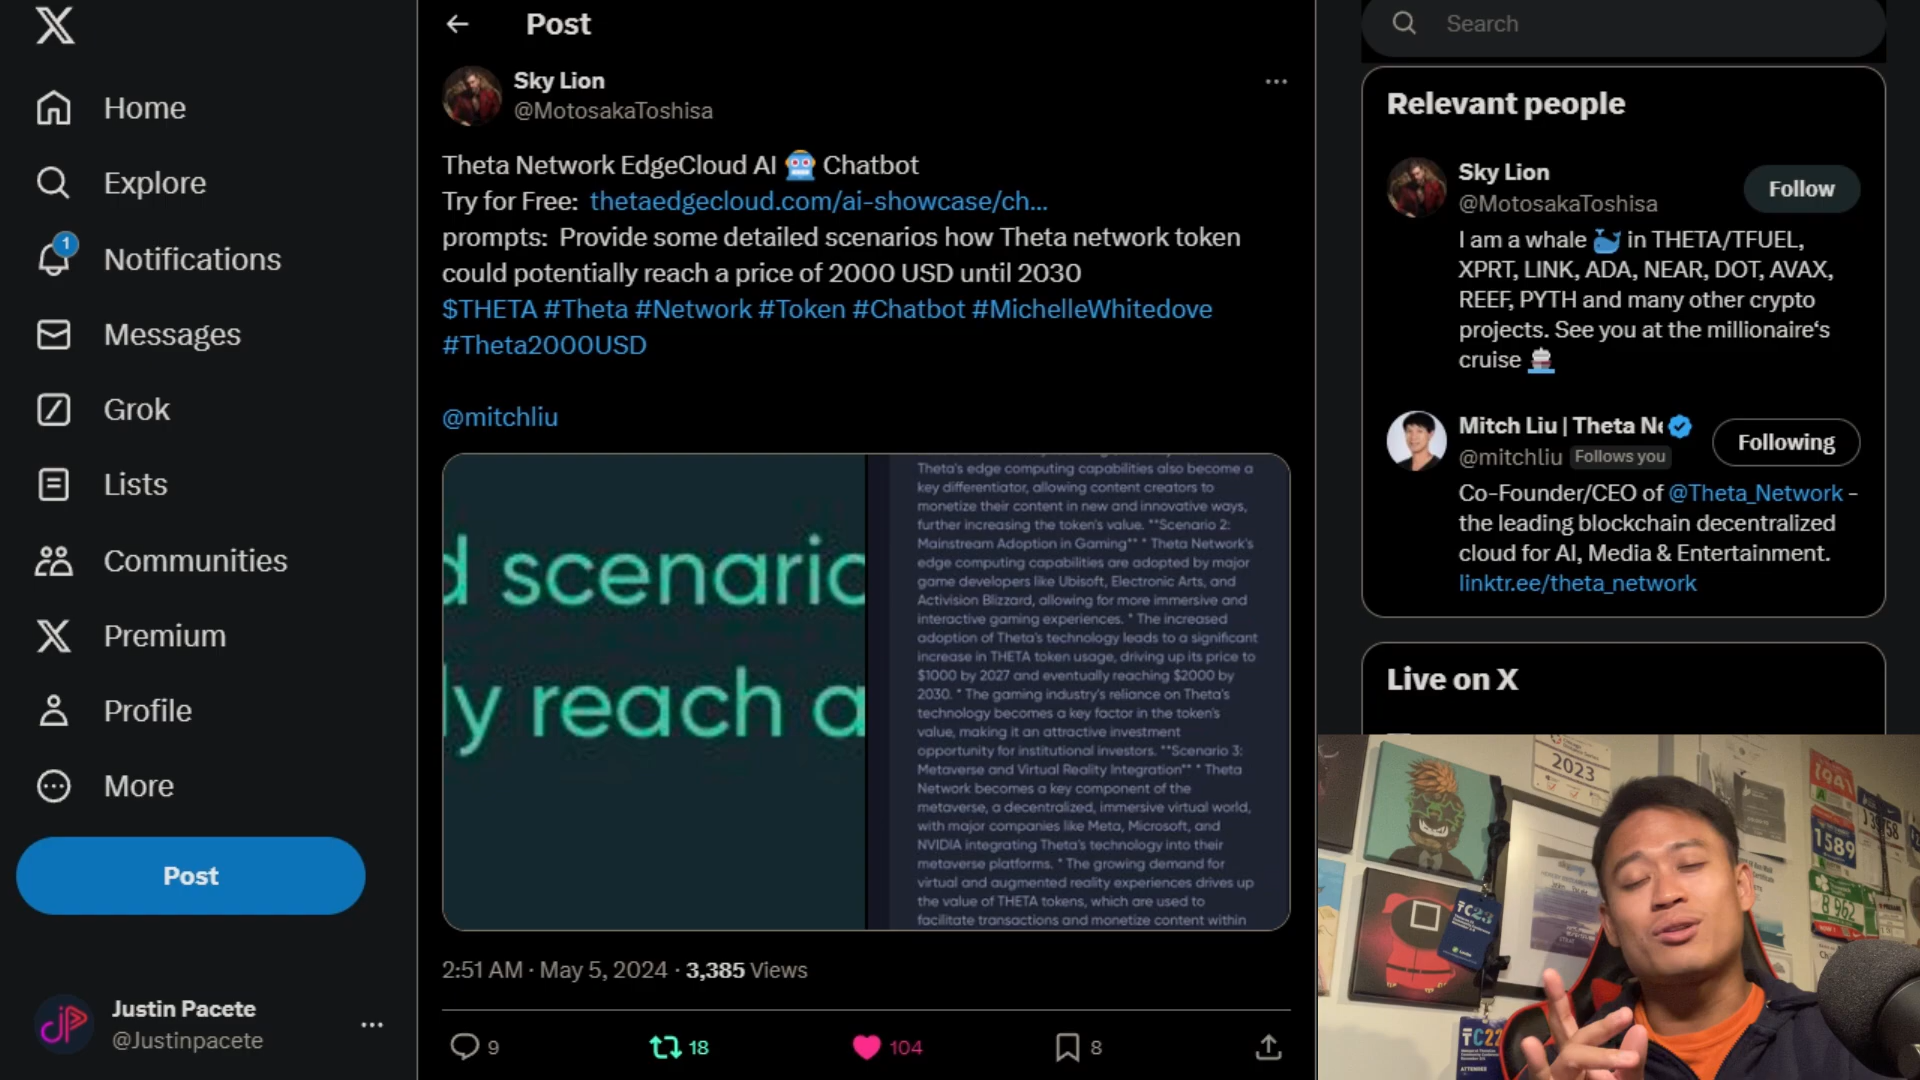 Home
Explore
1
Notifications
Messages
Grok
Lists
Communities
Premium
Profile
More
Post
Justin Pacete
@Justinpacete
Post
Sky Lion
@MotosakaToshisa
Theta Network EdgeCloud AI 🤖 Chatbot
Try for Free: thetaedgecloud.com/ai-showcase/ch...
prompts: Provide some detailed scenarios how Theta network token
could potentially reach a price of 2000 USD until 2030
$THETA #Theta #Network #Token #Chatbot #MichelleWhitedove
#Theta2000USD
@mitchliu
d scenario
ly reach a
Theta's edge computing capabilities also become a
key differentiator, allowing content creators to
monetize their content in new and innovative ways,
further increasing the token's value. **Scenario 2:
Mainstream Adoption in Gaming** * Theta Network's
edge computing capabilities are adopted by major
game developers like Ubisoft, Electronic Arts, and
Activision Blizzard, allowing for more immersive and
interactive gaming experiences. * The increased
adoption of Theta's technology leads to a significant
increase in THETA token usage, driving up its price to
$1000 by 2027 and eventually reaching $2000 by
2030. * The gaming industry's reliance on Theta's
technology becomes a key factor in the token's
value, making it an attractive investment
opportunity for institutional investors. **Scenario 3:
Metaverse and Virtual Reality Integration** * Theta
Network becomes a key component of the
metaverse, a decentralized, immersive virtual world,
with major companies like Meta, Microsoft, and
NVIDIA integrating Theta's technology into their
metaverse platforms. * The growing demand for
virtual and augmented reality experiences drives up
the value of THETA tokens, which are used to
facilitate transactions and monetize content within
2:51 AM · May 5, 2024 · 3,385 Views
9
18
104
8
Search
Relevant people
Sky Lion
@MotosakaToshisa
Follow
I am a whale 🐳 in THETA/TFUEL,
XPRT, LINK, ADA, NEAR, DOT, AVAX,
REEF, PYTH and many other crypto
projects. See you at the millionaire's
cruise 🛳
Mitch Liu | Theta Ne
@mitchliu Follows you
Following
Co-Founder/CEO of @Theta_Network -
the leading blockchain decentralized
cloud for AI, Media & Entertainment.
linktr.ee/theta_network
Live on X
2023
1589
8 962
TC23
TC22